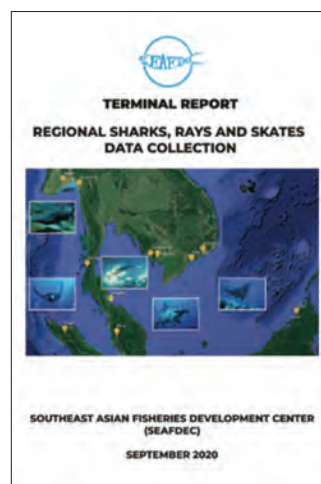 SEAFDEC
TERMINAL REPORT
REGIONAL SHARKS, RAYS AND SKATES
DATA COLLECTION
SOUTHEAST ASIAN FISHERIES DEVELOPMENT CENTER
(SEAFDEC)
SEPTEMBER 2020